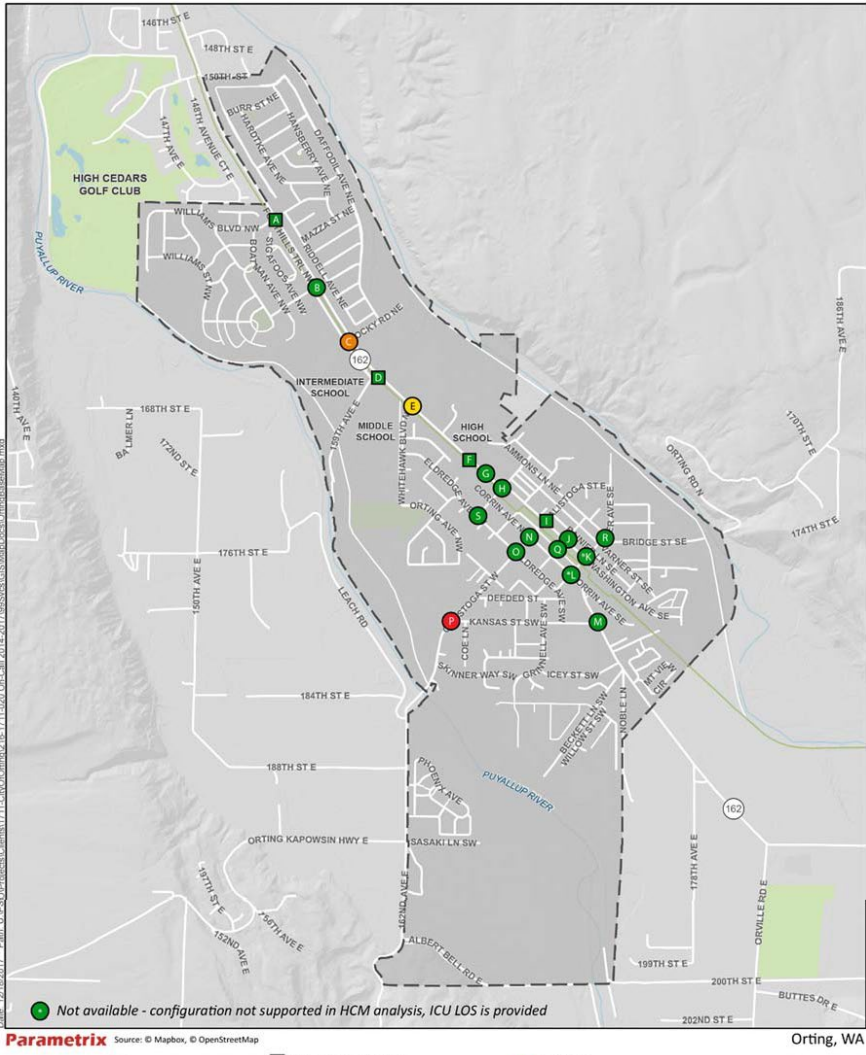 146TH ST E
148TH ST E
150TH ST
BURR ST NE
HARDTKE AVE NE
HANSBERRY AVE NE
DAFFODIL AVE NE
147TH AVE E
148TH AVENUE CT E
HIGH CEDARS
GOLF CLUB
A
WILLIAMS BLVD NW
MAZZA ST NE
SIGAFOOS AVE NW
BOATMAN AVE NW
RIDDELL AVE NE
WILLIAMS ST NW
PUYALLUP RIVER
B
C
OCKY RD NE
162
D
INTERMEDIATE
SCHOOL
E
159TH AVE E
MIDDLE
SCHOOL
HIGH
SCHOOL
WHITEHAWK BLVD N
186TH AVE E
140TH AVE E
168TH ST E
BALMER LN
172ND ST E
170TH ST E
174TH ST E
ORTING RD N
F
G
H
AMMONS LN NE
ELDREDGE AVE
CORRIN AVE N
ORTING AVE NW
S
I
N
J
R
O
Q
*K
*L
BRIDGE ST SE
WARNER ST SE
WASHINGTON AVE SE
176TH ST E
150TH AVE E
LEACH RD
DEEDED ST
P
KANSAS ST SW
M
COE LN
GRINNELL AVE SW
SKINNER WAY SW
ICEY ST SW
MT VIEW
CIR
184TH ST E
188TH ST E
BECKETT LN SW
WILLOW ST SW
NOBLE LN
PHOENIX AVE
PUYALLUP RIVER
162
ORTING KAPOWSIN HWY E
SASAKI LN SW
178TH AVE E
ORVILLE RD E
197TH ST E
156TH AVE E
152ND AVE E
162ND AVE E
ALBERT BELL RD E
199TH ST E
200TH ST E
BUTTES DR E
202ND ST E
* Not available - configuration not supported in HCM analysis, ICU LOS is provided
Parametrix Source: © Mapbox, © OpenStreetMap
Orting, WA